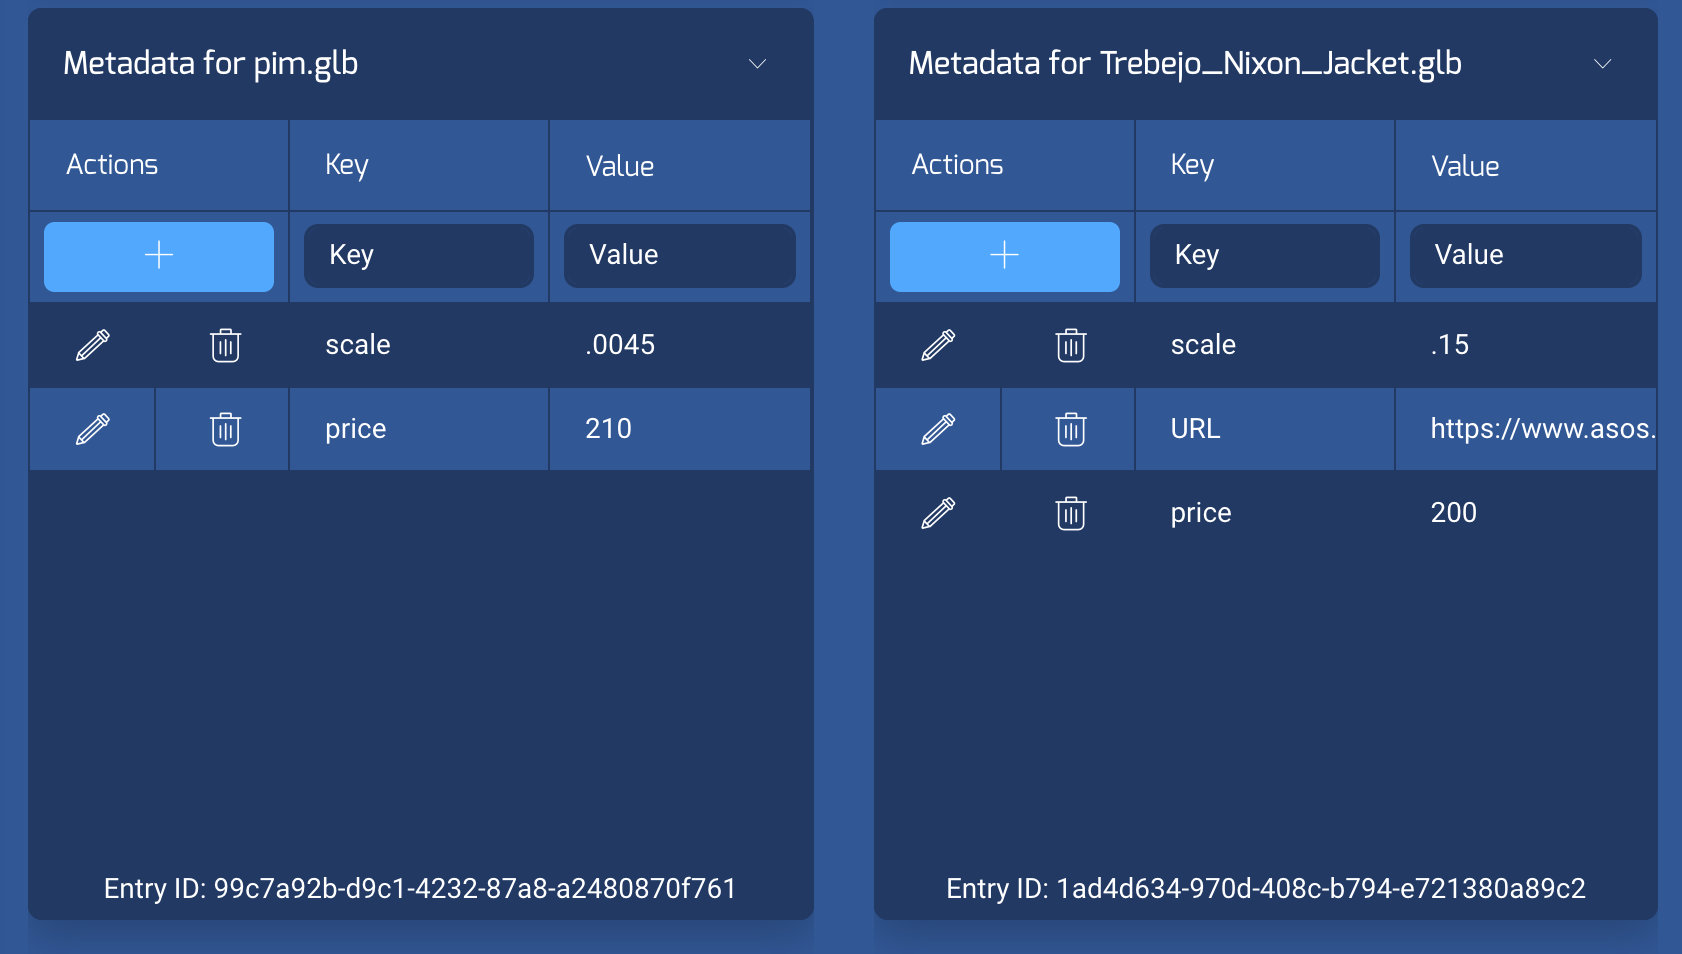 Metadata for pim.glb
Actions Key Value
Key Value
scale .0045
price 210
Entry ID: 99c7a92b-d9c1-4232-87a8-a2480870f761
Metadata for Trebejo_Nixon_Jacket.glb
Actions Key Value
Key Value
scale .15
URL https://www.asos.
price 200
Entry ID: 1ad4d634-970d-408c-b794-e721380a89c2